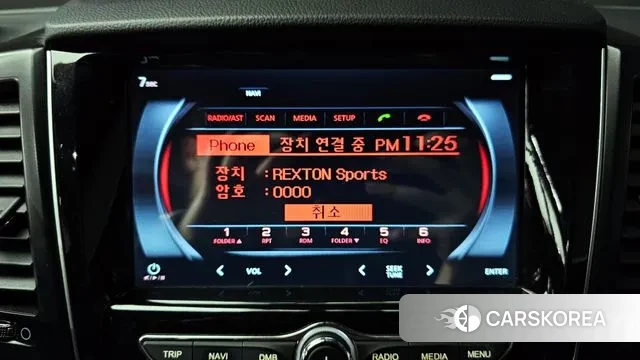 7sec
NAVI
RADIO/AST SCAN MEDIA SETUP
Phone 장치 연결 중 PM 11:25
장치 : REXTON Sports
암호 : 0000
취소
1 2 3 4 5 6
FOLDER ▲ RPT RDM FOLDER ▼ EQ INFO
< VOL > < SEEK TUNE > ENTER
CARSKOREA
TRIP NAVI DMB RADIO MEDIA MENU